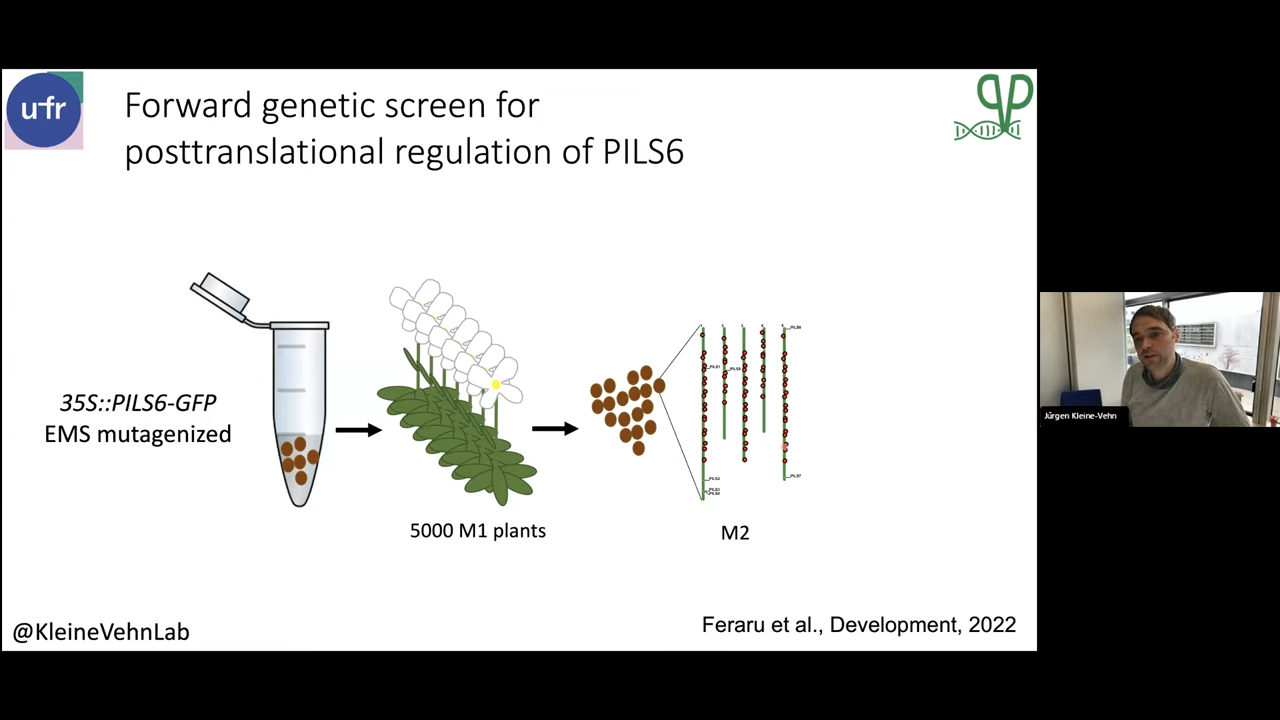 ufr
Forward genetic screen for
posttranslational regulation of PILS6
35S::PILS6-GFP
EMS mutagenized
5000 M1 plants
M2
Jürgen Kleine-Vehn
@KleineVehnLab
Feraru et al., Development, 2022